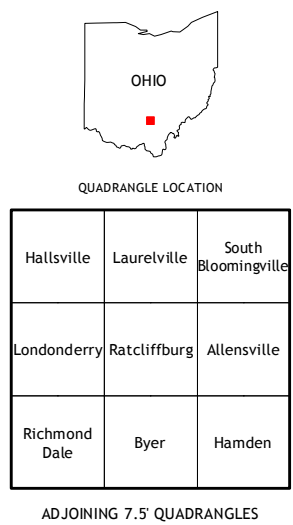 OHIO
QUADRANGLE LOCATION
Hallsville
Laurelville
South
Bloomingville
Londonderry
Ratcliffburg
Allensville
Richmond
Dale
Byer
Hamden
ADJOINING 7.5' QUADRANGLES